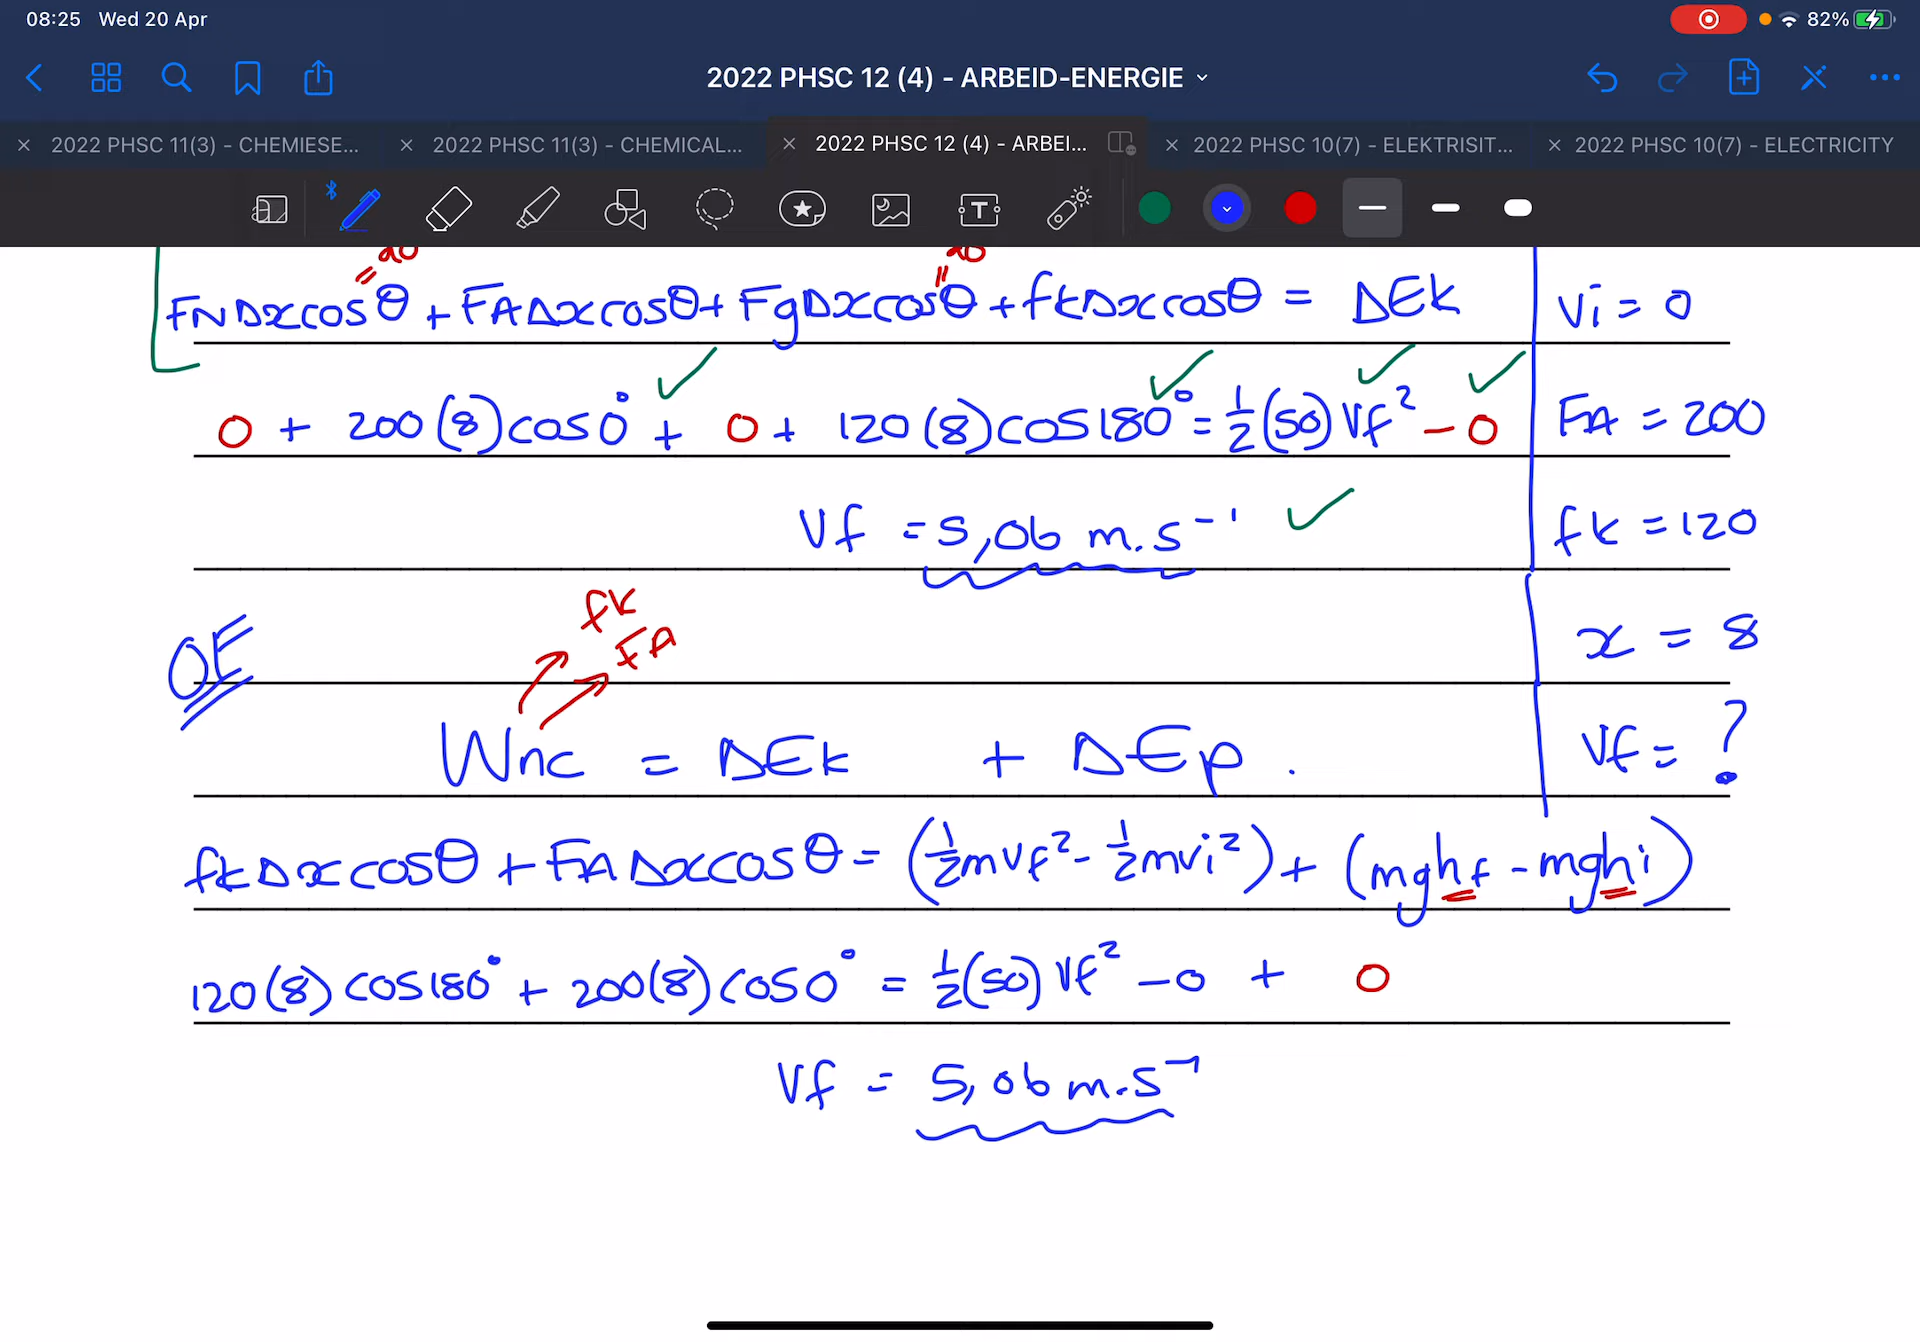 08:25 Wed 20 Apr 82%
2022 PHSC 12 (4) - ARBEID-ENERGIE
2022 PHSC 11(3) - CHEMIESE... 2022 PHSC 11(3) - CHEMICAL... 2022 PHSC 12 (4) - ARBEI... 2022 PHSC 10(7) - ELEKTRISIT... 2022 PHSC 10(7) - ELECTRICITY
FNΔxcosθ + FAΔxcosθ + FgΔxcosθ + fkΔxcosθ = ΔEk
vi = 0
0 + 200(8)cos0° + 0 + 120(8)cos180° = ½(50)Vf² - 0
FA = 200
Vf = 5,06 m.s⁻¹
fk = 120
fk
OF
FA
x = 8
Wnc = ΔEk + ΔEp.
Vf = ?
fkΔxcosθ + FAΔxcosθ = (½mvf² - ½mvi²) + (mghf - mghi)
120(8)cos180° + 200(8)cos0° = ½(50)Vf² - 0 + 0
Vf = 5,06 m.s⁻¹